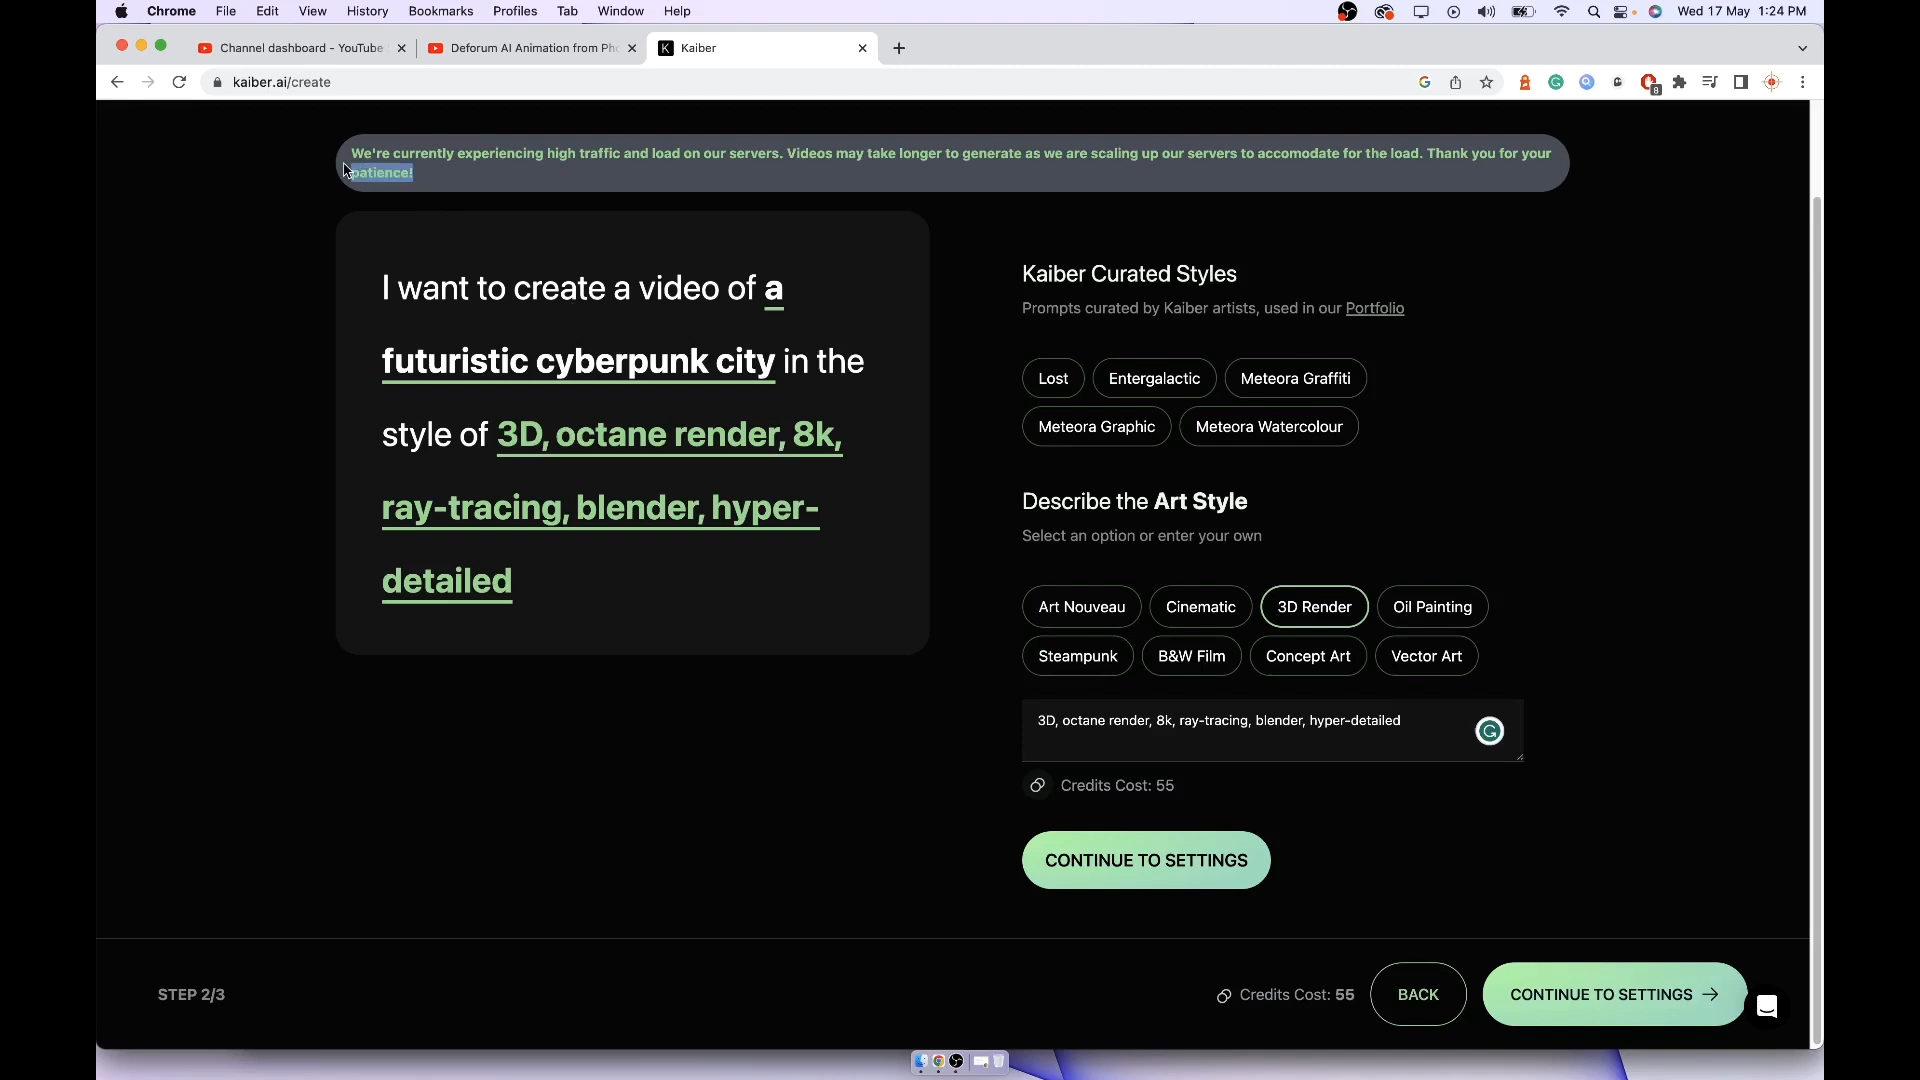 Chrome File Edit View History Bookmarks Profiles Tab Window Help Wed 17 May 1:24 PM
Channel dashboard - YouTube Deforum AI Animation from Pho Kaiber
kaiber.ai/create
8
We're currently experiencing high traffic and load on our servers. Videos may take longer to generate as we are scaling up our servers to accomodate for the load. Thank you for your
patience!
I want to create a video of a
futuristic cyberpunk city in the
style of 3D, octane render, 8k,
ray-tracing, blender, hyper-
detailed
Kaiber Curated Styles
Prompts curated by Kaiber artists, used in our Portfolio
Lost Entergalactic Meteora Graffiti
Meteora Graphic Meteora Watercolour
Describe the Art Style
Select an option or enter your own
Art Nouveau Cinematic 3D Render Oil Painting
Steampunk B&W Film Concept Art Vector Art
3D, octane render, 8k, ray-tracing, blender, hyper-detailed
Credits Cost: 55
CONTINUE TO SETTINGS
STEP 2/3 Credits Cost: 55 BACK CONTINUE TO SETTINGS